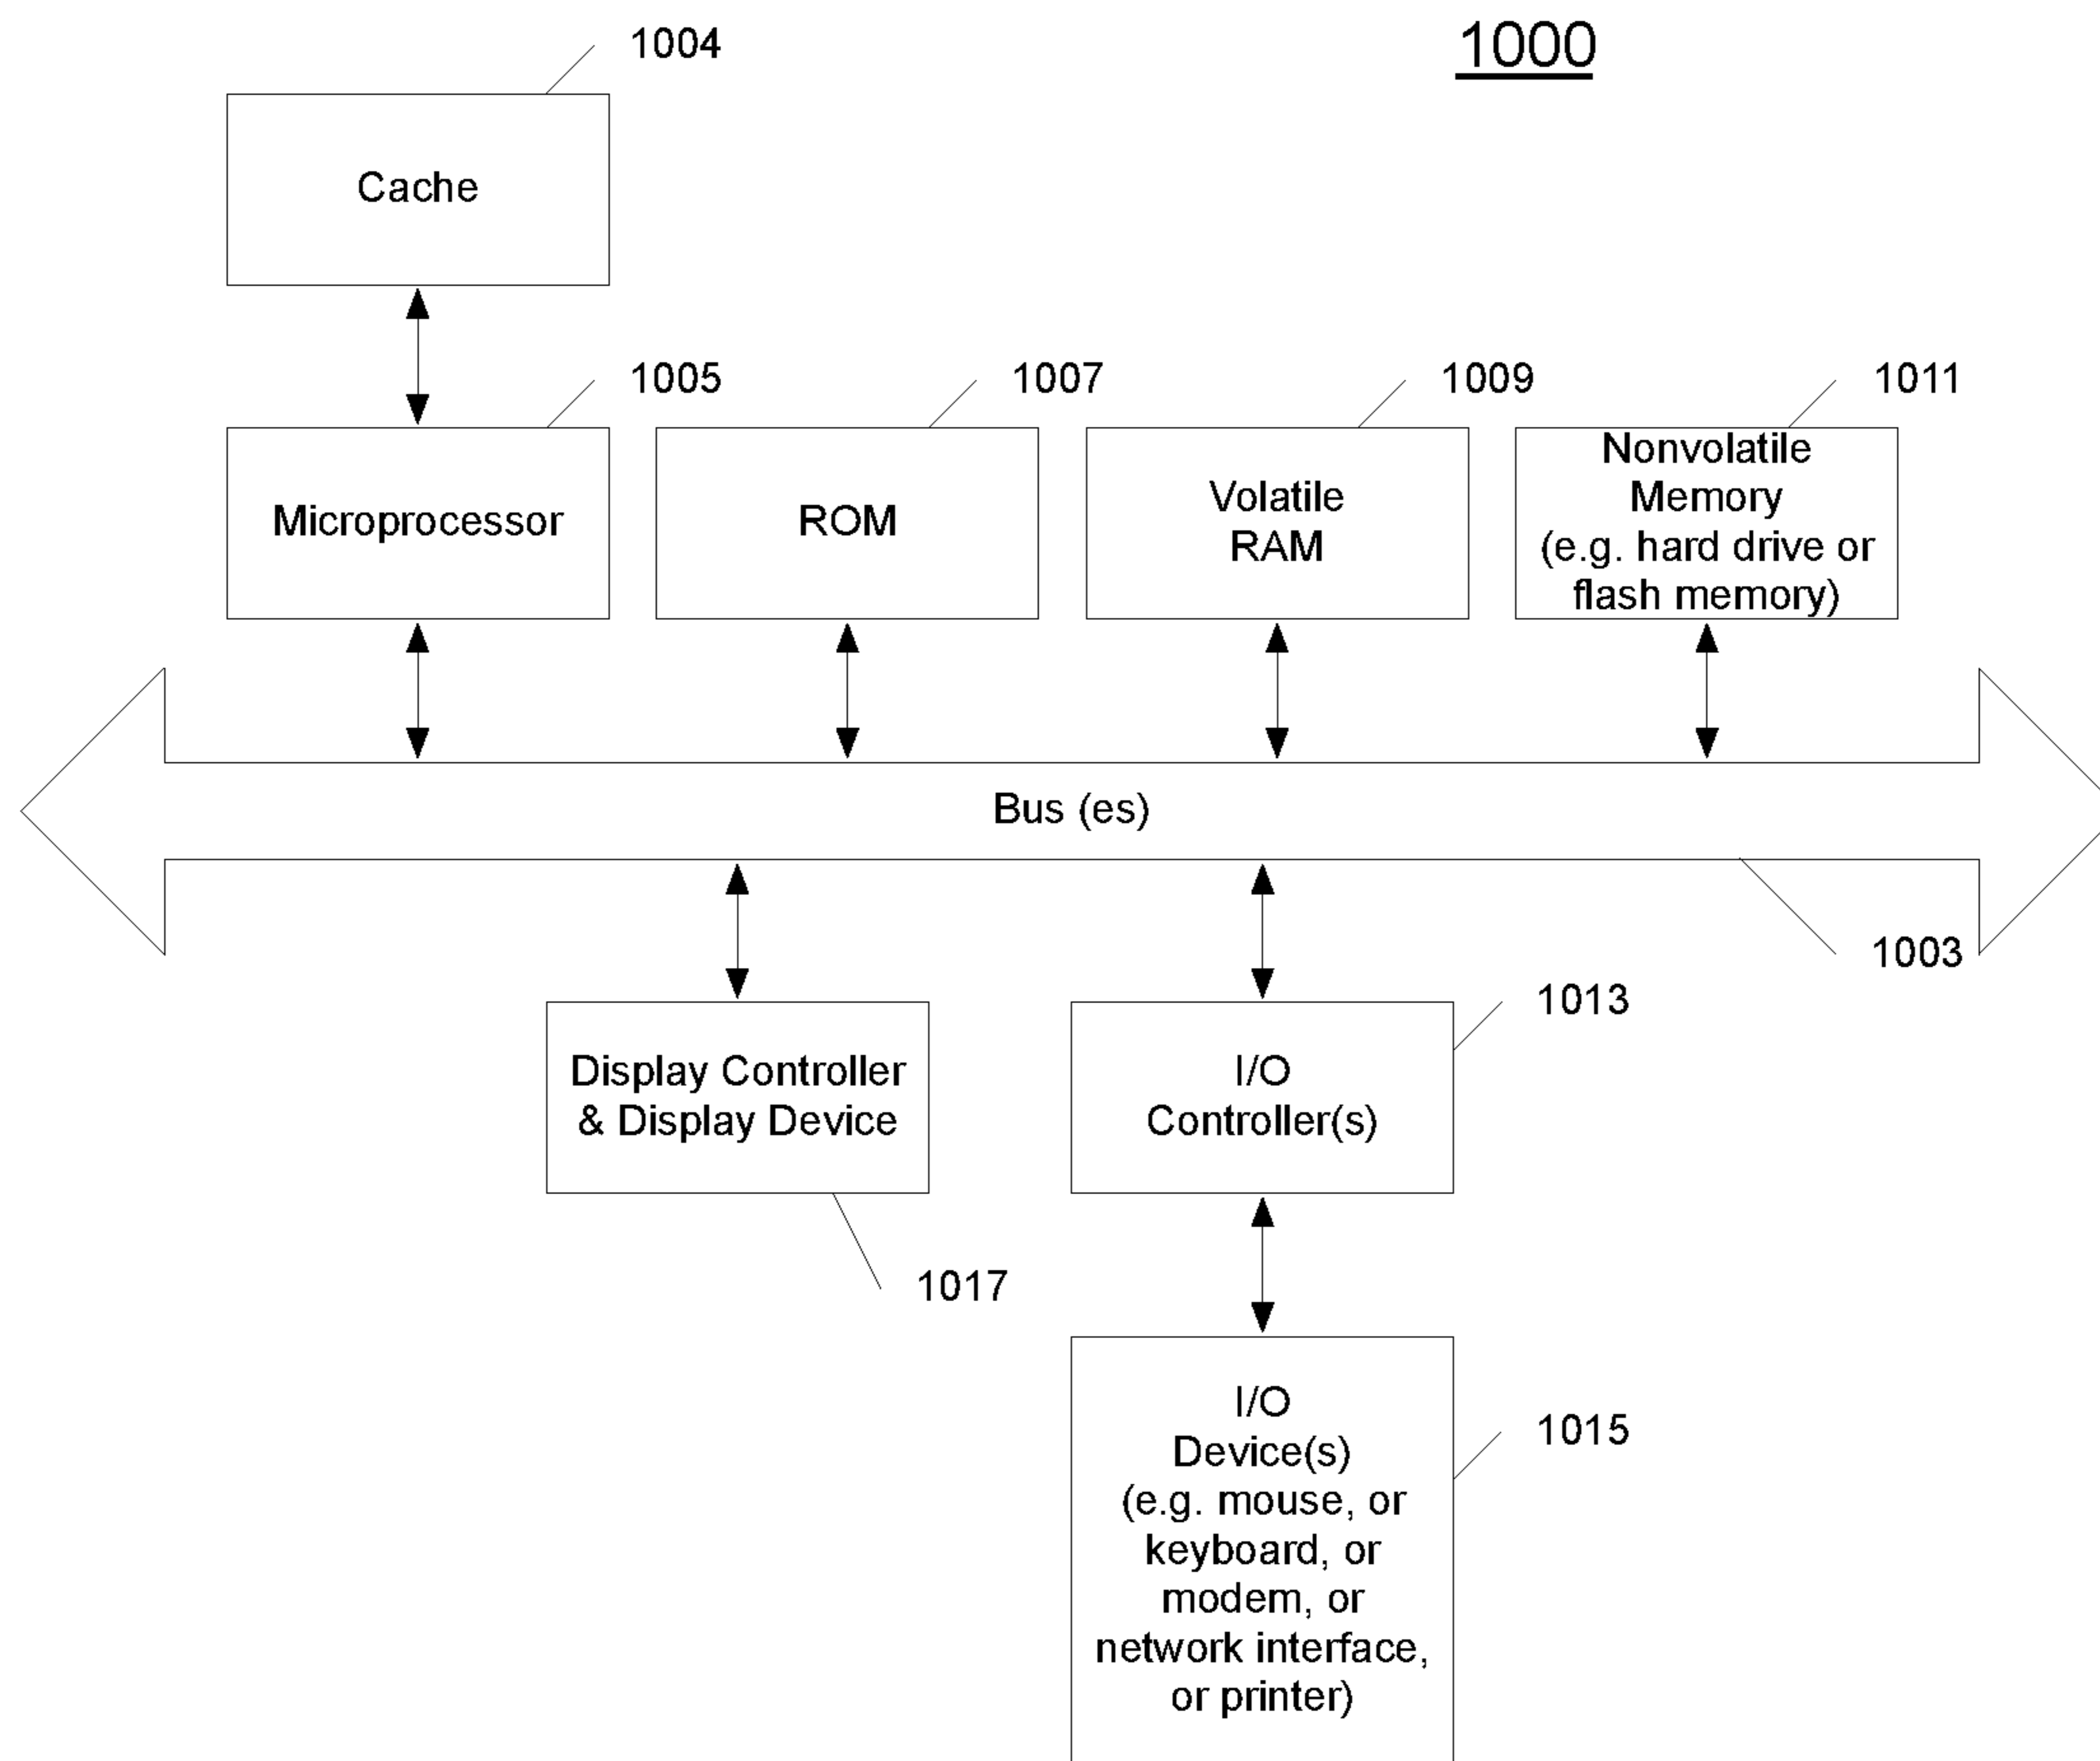 1000
1004
Cache
1005
1007
1009
1011
Microprocessor
ROM
Volatile
RAM
Nonvolatile
Memory
(e.g. hard drive or
flash memory)
Bus (es)
1003
1013
Display Controller
& Display Device
I/O
Controller(s)
1017
1015
I/O
Device(s)
(e.g. mouse, or
keyboard, or
modem, or
network interface,
or printer)